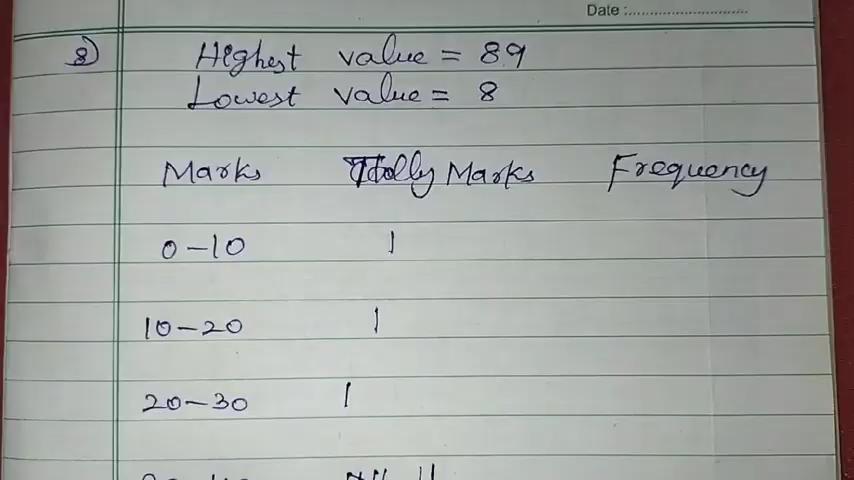 Date :............................
8) Highest value = 89
Lowest value = 8
Marks Tally Marks Frequency
0-10 |
10-20 |
20-30 |